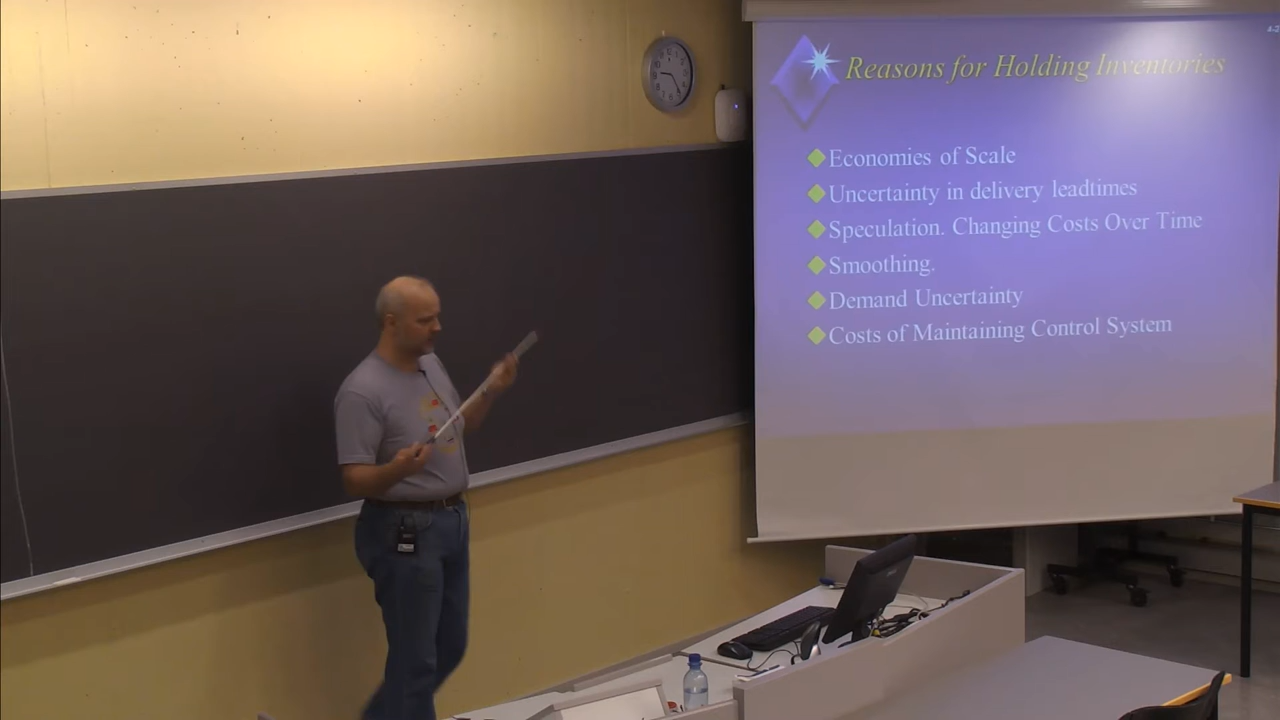 Reasons for Holding Inventories
Economies of Scale
Uncertainty in delivery leadtimes
Speculation. Changing Costs Over Time
Smoothing.
Demand Uncertainty
Costs of Maintaining Control System